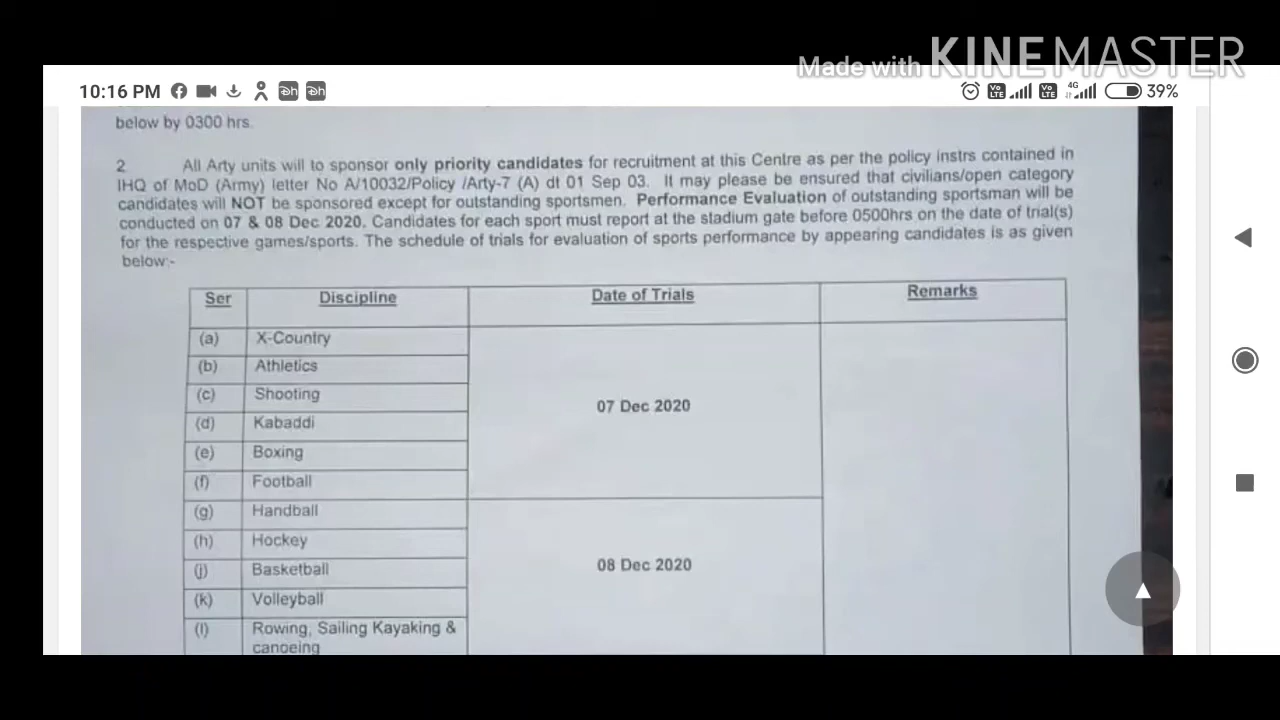 Made with KINEMASTER
10:16 PM 39%
4G
below by 0300 hrs.
2 All Arty units will to sponsor only priority candidates for recruitment at this Centre as per the policy instrs contained in
IHQ of MoD (Army) letter No A/10032/Policy /Arty-7 (A) dt 01 Sep 03. It may please be ensured that civilians/open category
candidates will NOT be sponsored except for outstanding sportsmen. Performance Evaluation of outstanding sportsman will be
conducted on 07 & 08 Dec 2020. Candidates for each sport must report at the stadium gate before 0500hrs on the date of trial(s)
for the respective games/sports. The schedule of trials for evaluation of sports performance by appearing candidates is as given
below:-
Ser Discipline Date of Trials Remarks
(a) X-Country
(b) Athletics
(c) Shooting
07 Dec 2020
(d) Kabaddi
(e) Boxing
(f) Football
(g) Handball
(h) Hockey
08 Dec 2020
(j) Basketball
(k) Volleyball
(l) Rowing, Sailing Kayaking &
canoeing